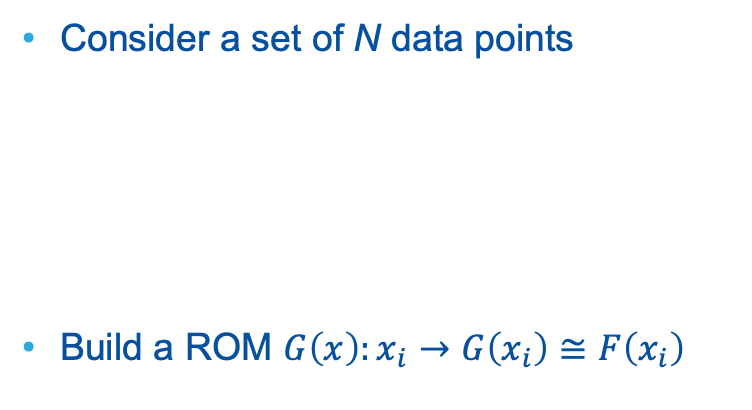 • Consider a set of N data points
• Build a ROM G(x): xᵢ → G(xᵢ) ≅ F(xᵢ)